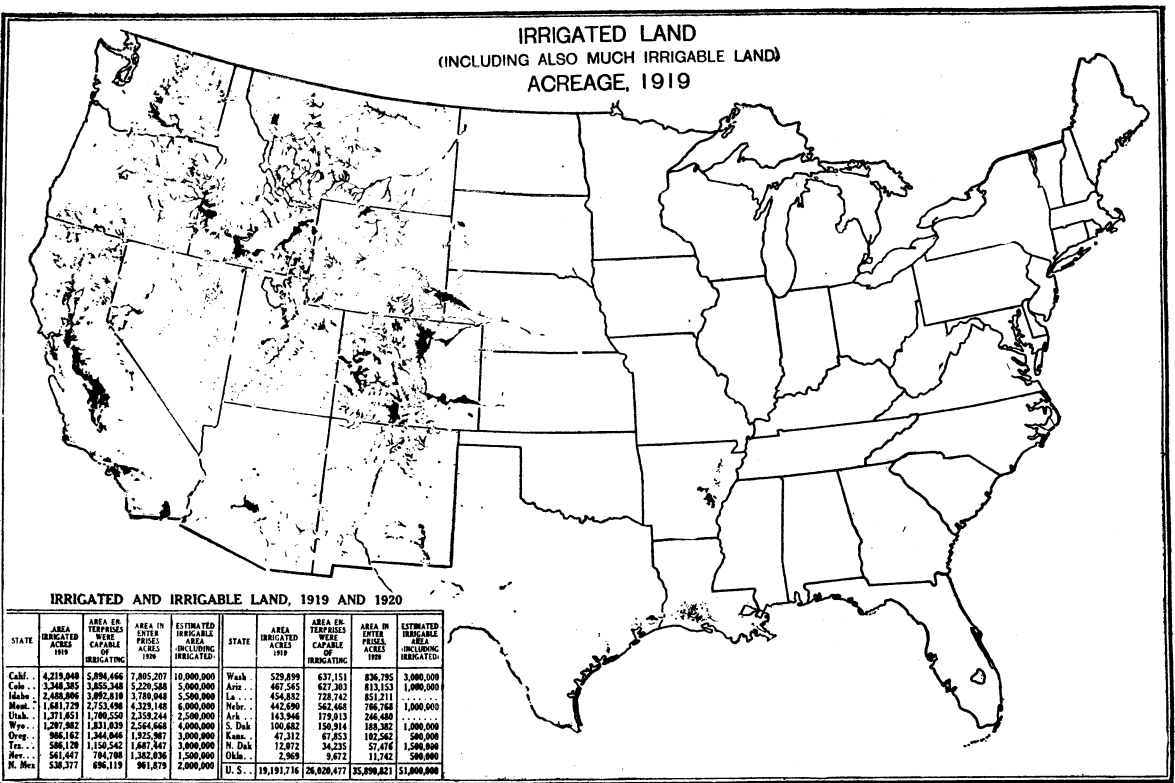 IRRIGATED LAND
(INCLUDING ALSO MUCH IRRIGABLE LAND)
ACREAGE, 1919
IRRIGATED AND IRRIGABLE LAND, 1919 AND 1920
STATE AREA IRRIGATED ACRES 1919 AREA EN- TERPRISES WERE CAPABLE OF IRRIGATING AREA IN ENTER PRISES ACRES 1920 ESTIMATED IRRIGABLE AREA (INCLUDING IRRIGATED) STATE AREA IRRIGATED ACRES 1919 AREA EN- TERPRISES WERE CAPABLE OF IRRIGATING AREA IN ENTER PRISES, ACRES 1920 ESTIMATED IRRIGABLE AREA (INCLUDING IRRIGATED)
Calif. . 4,219,040 5,894,466 7,805,207 10,000,000 Wash . 529,899 637,151 836,795 3,000,000
Colo . . 3,348,385 3,855,348 5,220,588 5,000,000 Ariz . . 467,565 627,303 813,153 1,000,000
Idaho . 2,488,806 3,092,810 3,780,048 5,500,000 La . . . 454,882 728,742 851,211 . . . . . . . .
Mont. . 1,681,729 2,753,498 4,329,148 6,000,000 Nebr. . 442,690 562,468 766,768 1,000,000
Utah. . 1,371,651 1,700,550 2,359,244 2,500,000 Ark . . 143,946 179,013 246,480 . . . . . . . .
Wyo. . . 1,207,982 1,831,039 2,564,668 4,000,000 S. Dak 100,682 150,914 188,382 1,000,000
Oreg. . 986,162 1,344,046 1,925,987 3,000,000 Kans. . 47,312 67,853 102,562 500,000
Tex. . . 586,120 1,150,542 1,687,447 3,000,000 N. Dak 12,072 34,235 57,476 1,500,000
Nev. . . 561,447 704,708 1,382,036 1,500,000 Okla. . 2,969 9,672 11,742 500,000
N. Mex 538,377 696,119 961,879 2,000,000 U. S. . 19,191,716 26,020,477 35,890,821 51,000,000